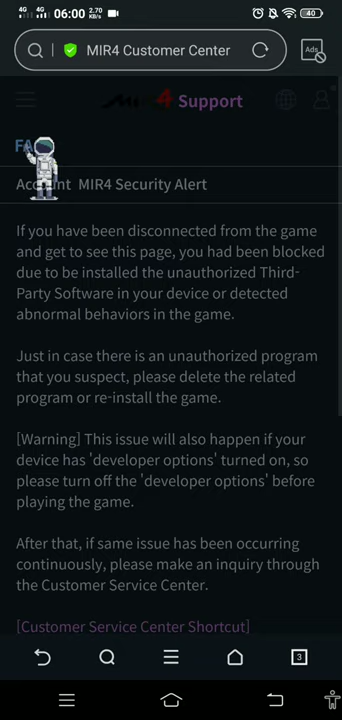 4G 4G 06:00 2.70 KB/s 40
MIR4 Customer Center
Ads
MIR4 Support
FA
Account MIR4 Security Alert
If you have been disconnected from the game
and get to see this page, you had been blocked
due to be installed the unauthorized Third-
Party Software in your device or detected
abnormal behaviors in the game.
Just in case there is an unauthorized program
that you suspect, please delete the related
program or re-install the game.
[Warning] This issue will also happen if your
device has 'developer options' turned on, so
please turn off the 'developer options' before
playing the game.
After that, if same issue has been occurring
continuously, please make an inquiry through
the Customer Service Center.
[Customer Service Center Shortcut]
3